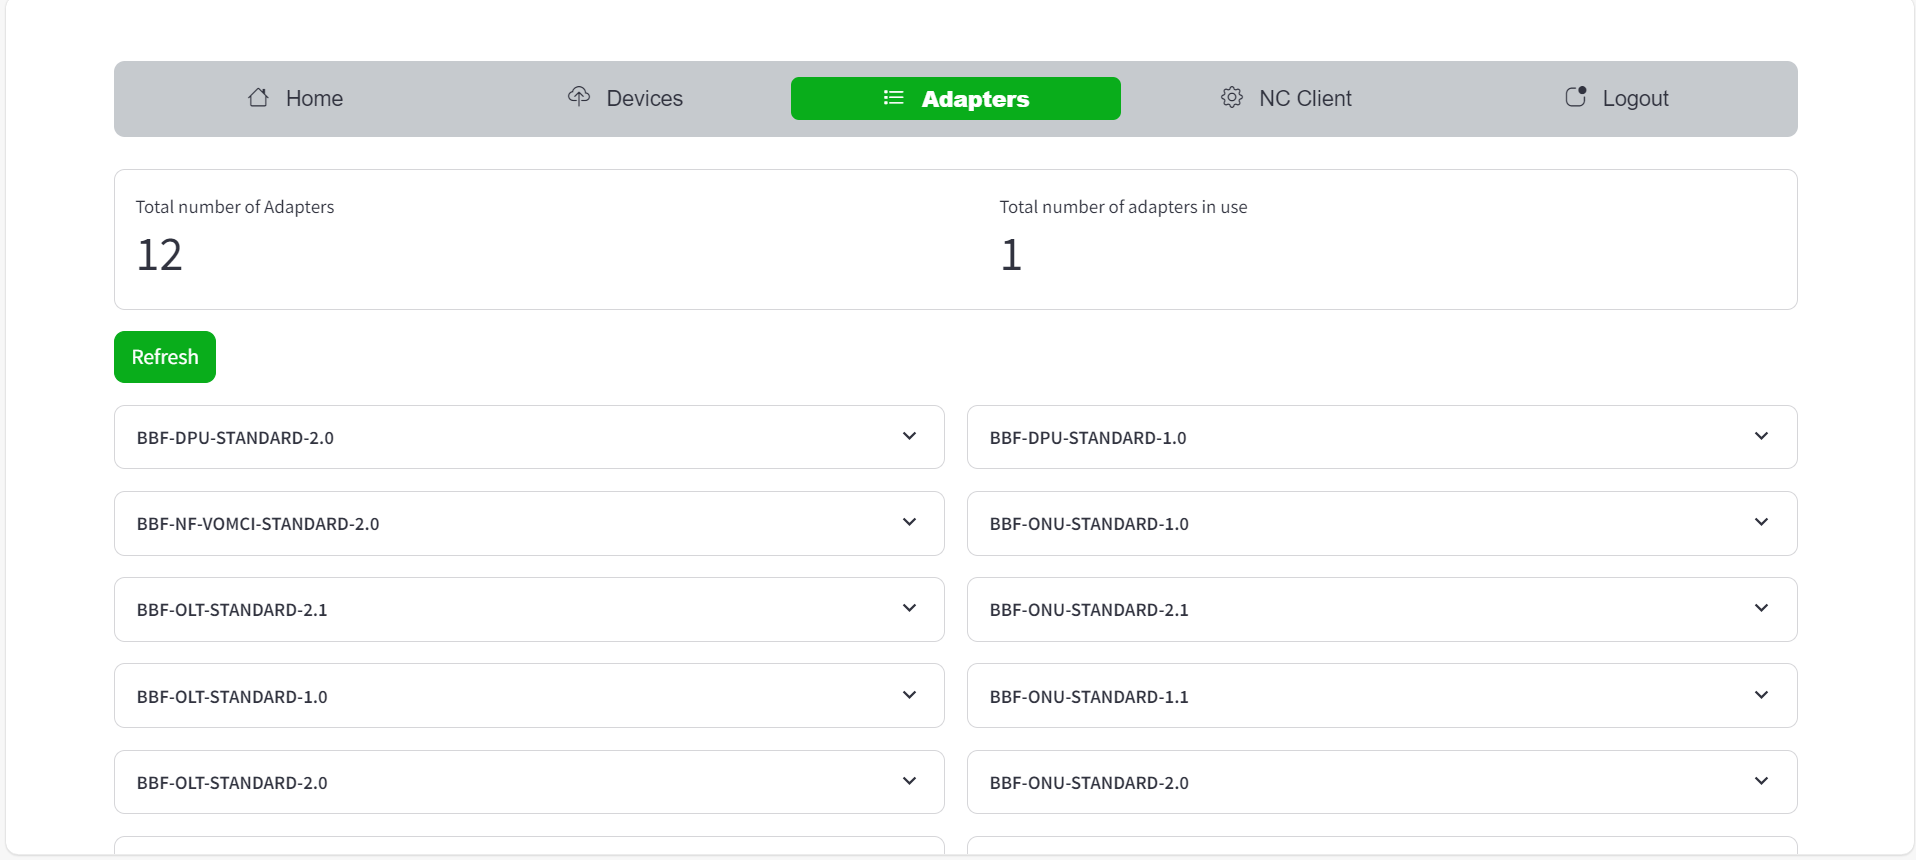 Home
Devices
Adapters
NC Client
Logout
Total number of Adapters
12
Total number of adapters in use
1
Refresh
BBF-DPU-STANDARD-2.0
BBF-DPU-STANDARD-1.0
BBF-NF-VOMCI-STANDARD-2.0
BBF-ONU-STANDARD-1.0
BBF-OLT-STANDARD-2.1
BBF-ONU-STANDARD-2.1
BBF-OLT-STANDARD-1.0
BBF-ONU-STANDARD-1.1
BBF-OLT-STANDARD-2.0
BBF-ONU-STANDARD-2.0